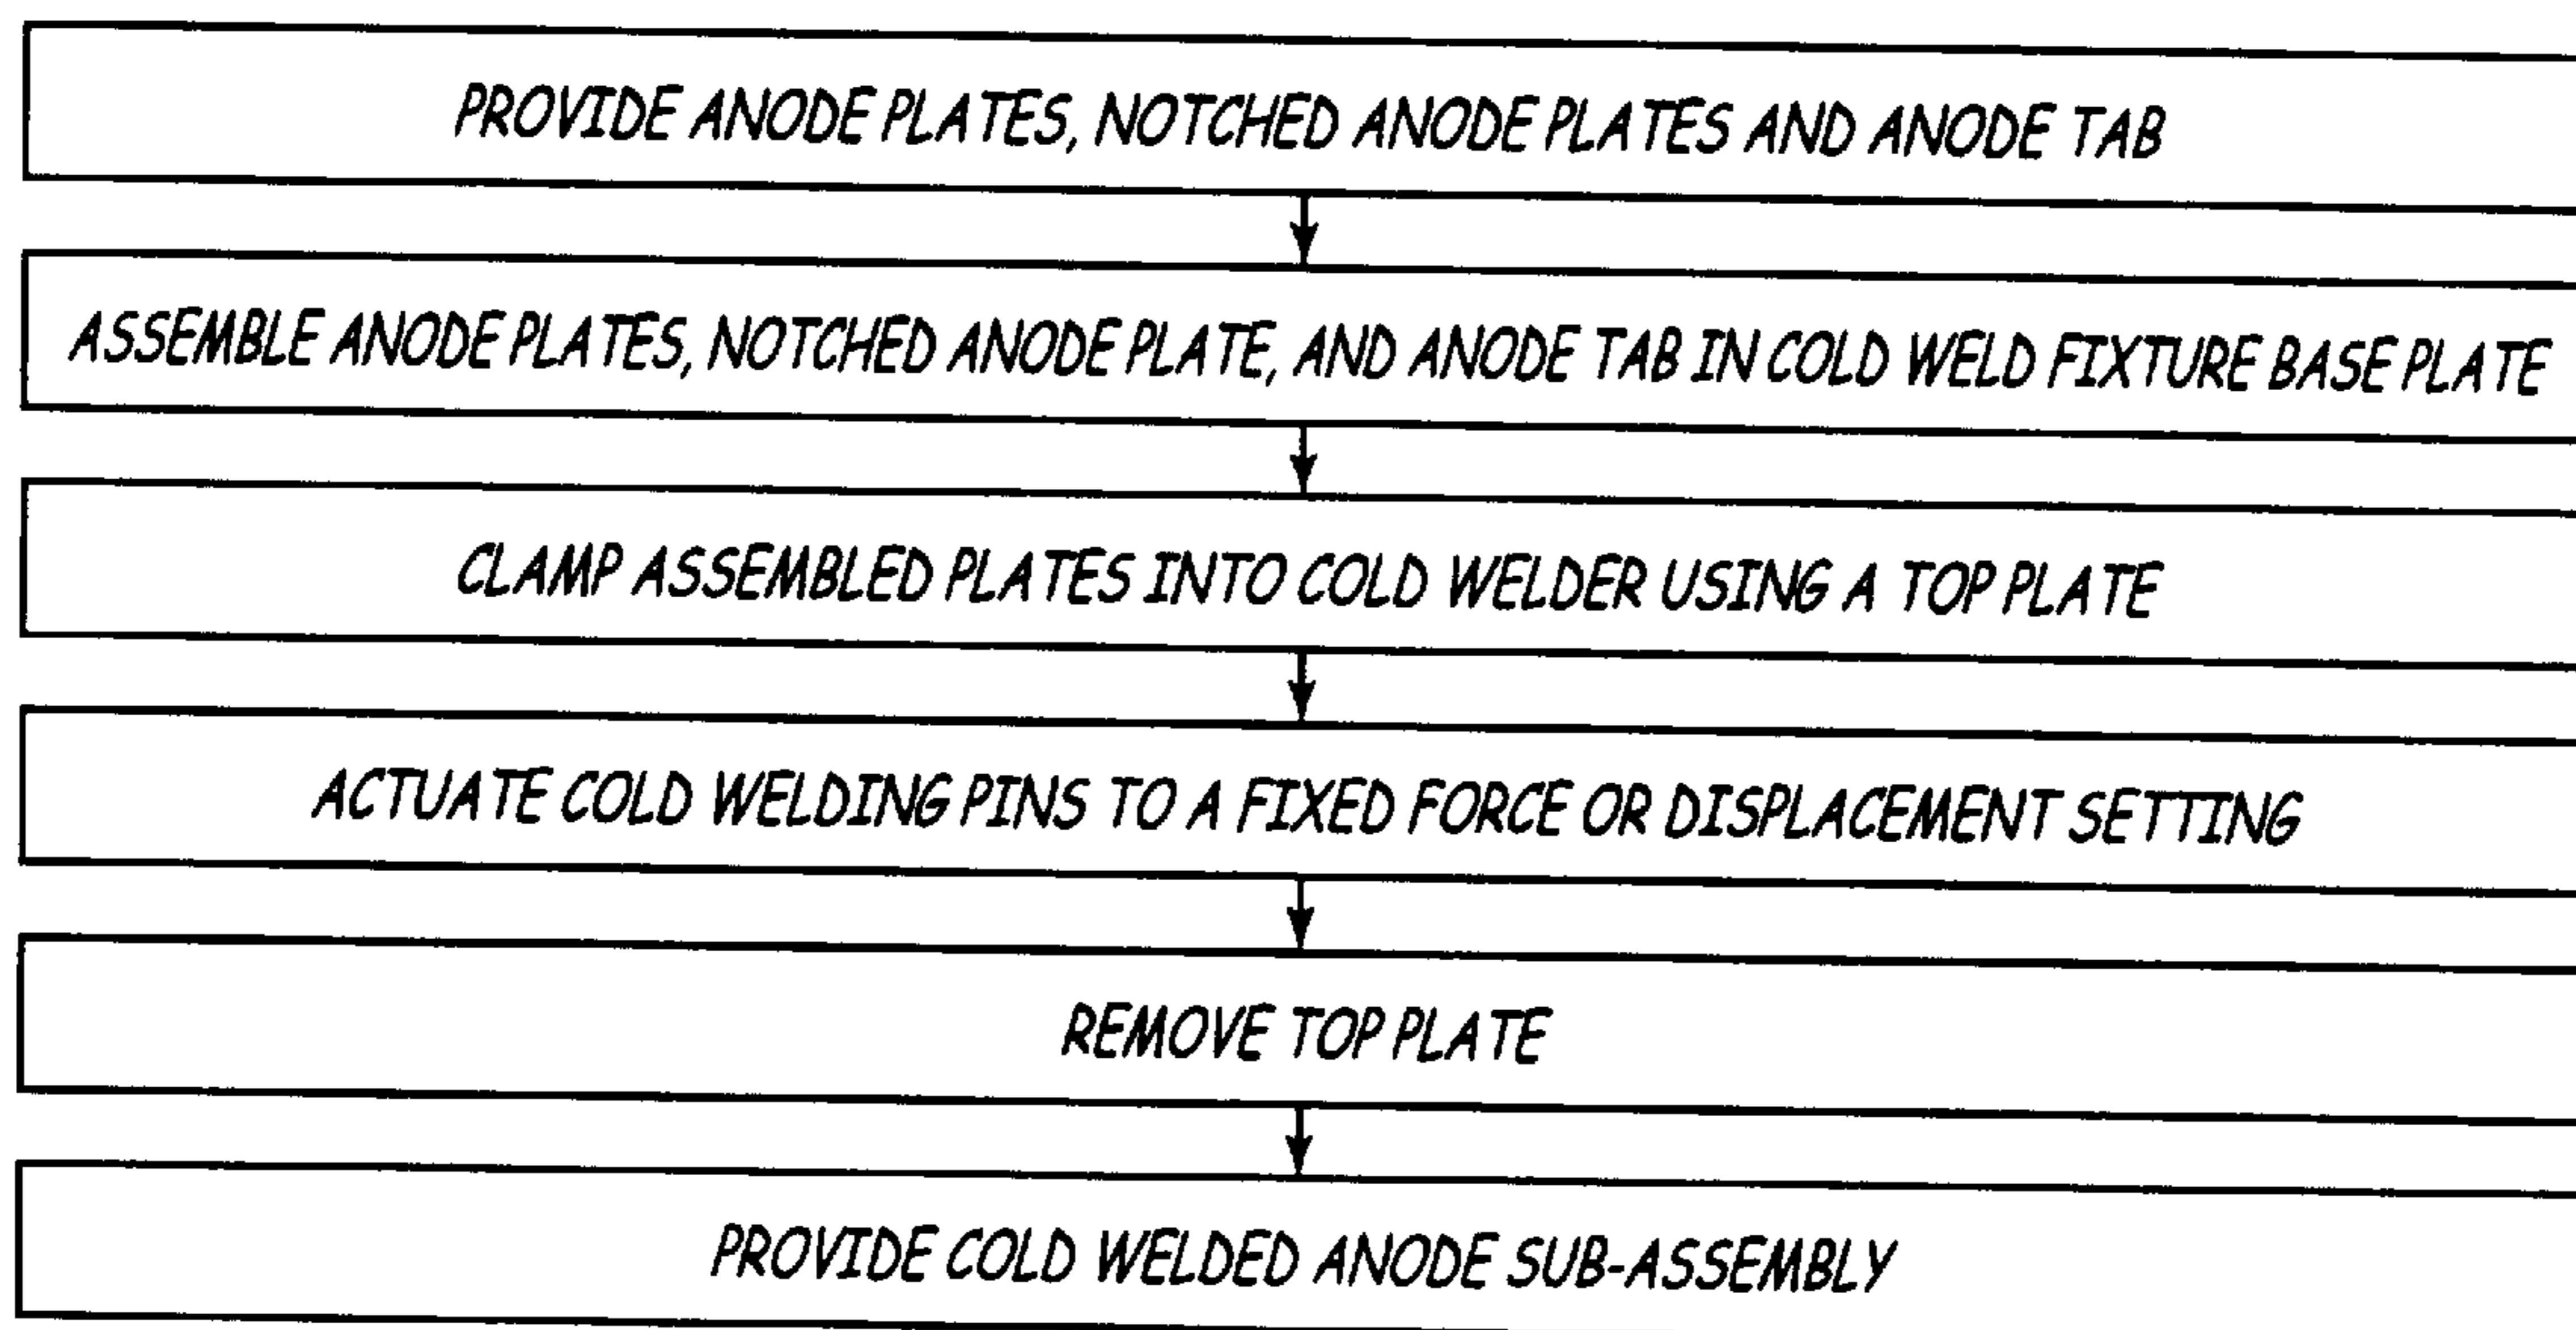 PROVIDE ANODE PLATES, NOTCHED ANODE PLATES AND ANODE TAB
ASSEMBLE ANODE PLATES, NOTCHED ANODE PLATE, AND ANODE TAB IN COLD WELD FIXTURE BASE PLATE
CLAMP ASSEMBLED PLATES INTO COLD WELDER USING A TOP PLATE
ACTUATE COLD WELDING PINS TO A FIXED FORCE OR DISPLACEMENT SETTING
REMOVE TOP PLATE
PROVIDE COLD WELDED ANODE SUB-ASSEMBLY